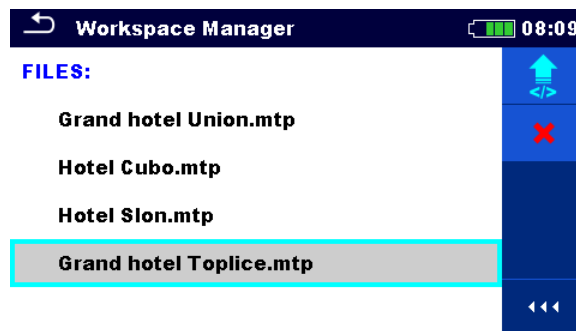 Workspace Manager 08:09
FILES:
</>
Grand hotel Union.mtp
Hotel Cubo.mtp
Hotel Slon.mtp
Grand hotel Toplice.mtp